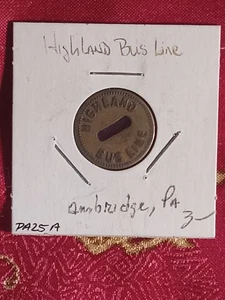 Highland Bus Line
HIGHLAND
BUS LINE
Ambridge, PA
3-
PA25A